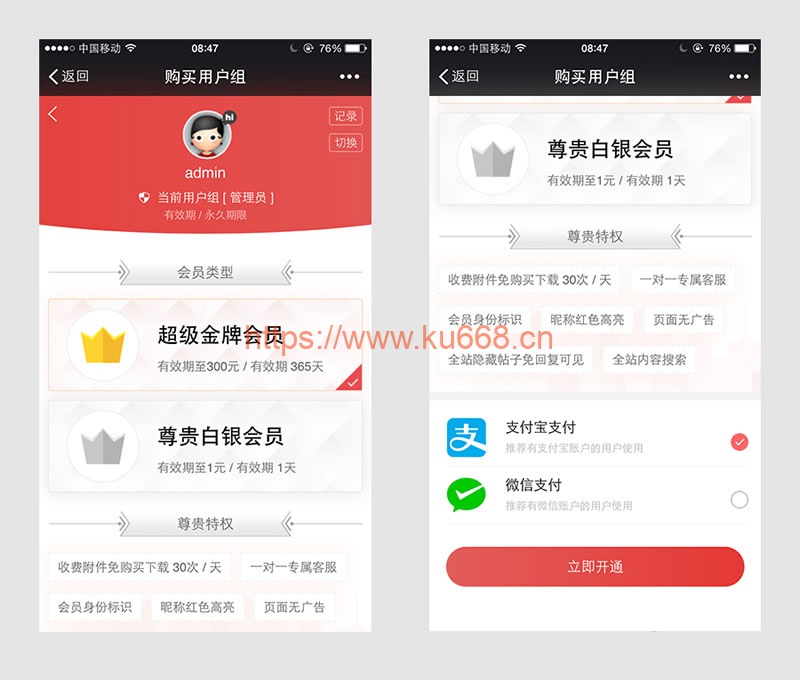 中国移动 08:47 76%
返回 购买用户组
记录
hi
切换
admin
当前用户组 [ 管理员 ]
有效期 / 永久期限
会员类型
超级金牌会员
有效期至300元 / 有效期 365天
尊贵白银会员
有效期至1元 / 有效期 1天
尊贵特权
收费附件免购买下载 30次 / 天 一对一专属客服
会员身份标识 昵称红色高亮 页面无广告
中国移动 08:47 76%
返回 购买用户组
尊贵白银会员
有效期至1元 / 有效期 1天
尊贵特权
收费附件免购买下载 30次 / 天 一对一专属客服
会员身份标识 昵称红色高亮 页面无广告
全站隐藏帖子免回复可见 全站内容搜索
支
支付宝支付
推荐有支付宝账户的用户使用
微信支付
推荐有微信账户的用户使用
立即开通
https://www.ku668.cn